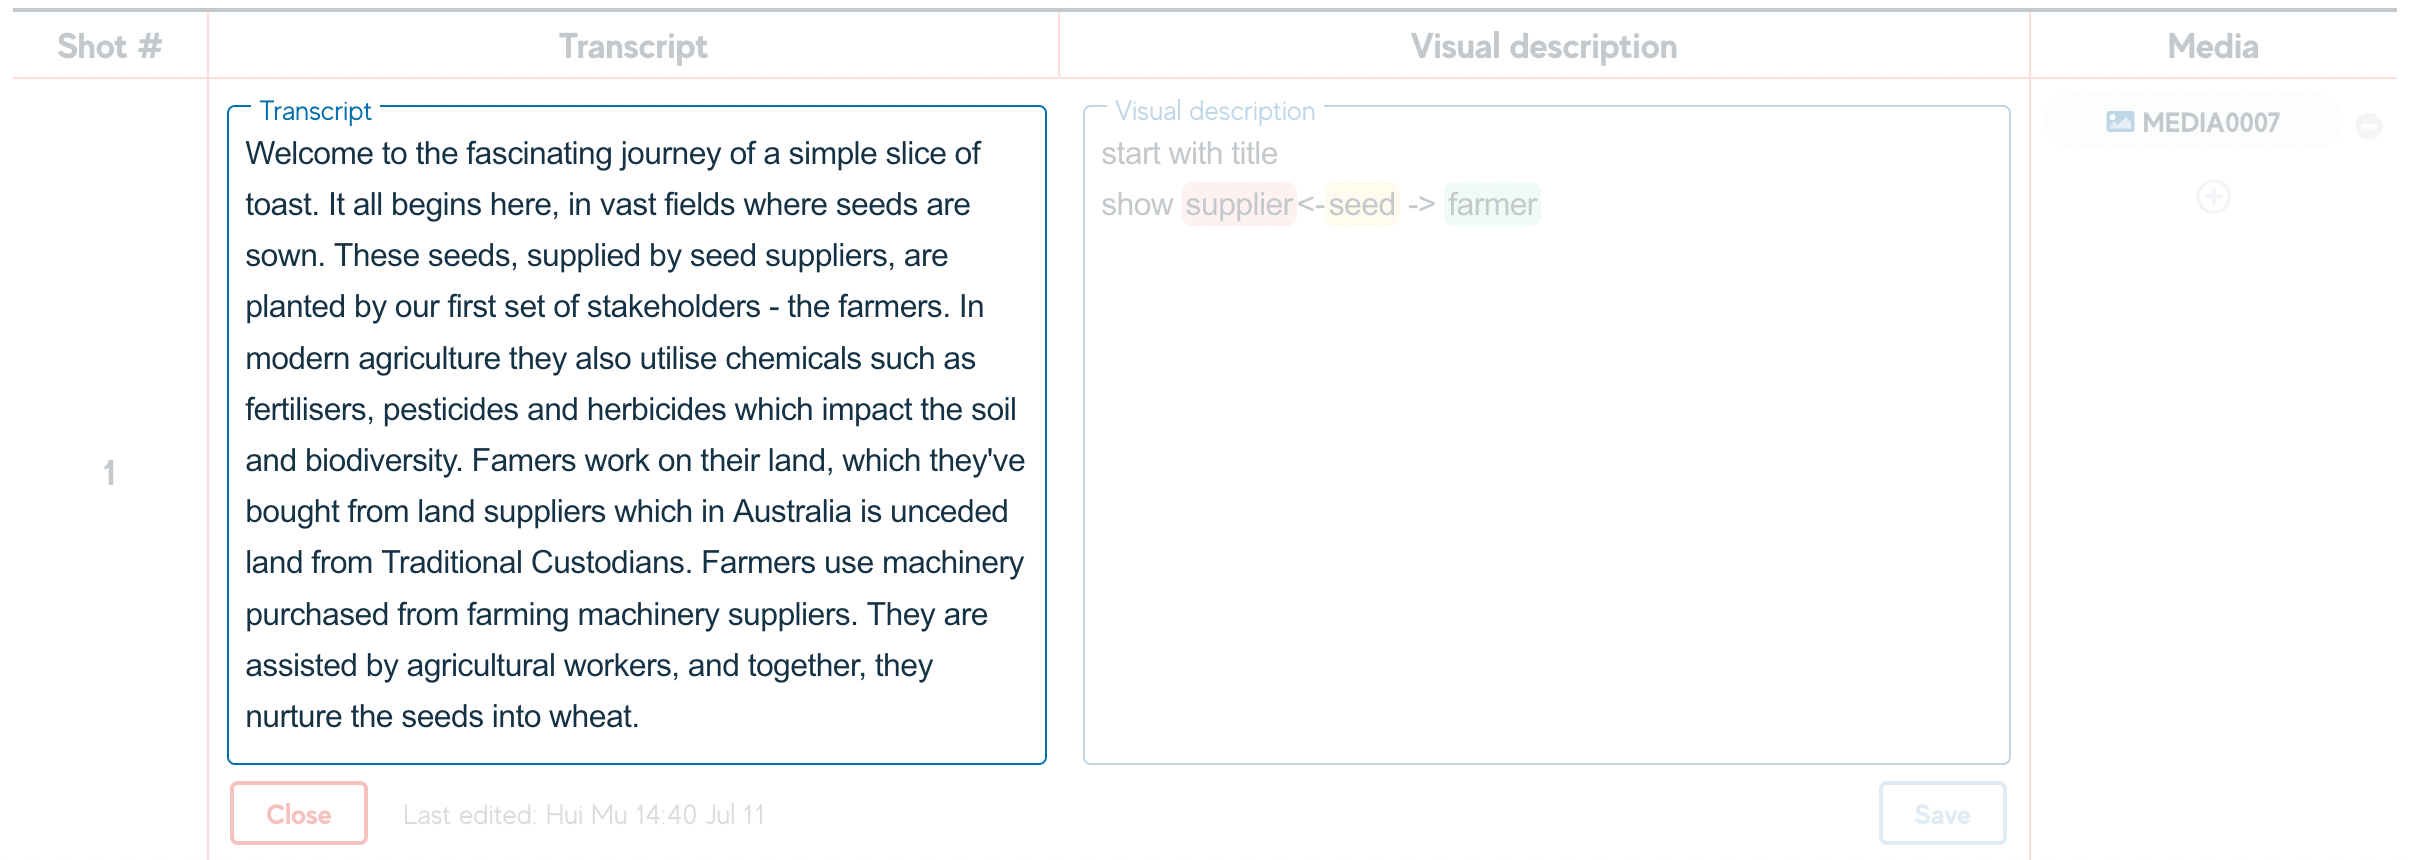 Shot #
Transcript
Visual description
Media
1
Transcript
Welcome to the fascinating journey of a simple slice of
toast. It all begins here, in vast fields where seeds are
sown. These seeds, supplied by seed suppliers, are
planted by our first set of stakeholders - the farmers. In
modern agriculture they also utilise chemicals such as
fertilisers, pesticides and herbicides which impact the soil
and biodiversity. Famers work on their land, which they've
bought from land suppliers which in Australia is unceded
land from Traditional Custodians. Farmers use machinery
purchased from farming machinery suppliers. They are
assisted by agricultural workers, and together, they
nurture the seeds into wheat.
Visual description
start with title
show supplier<-seed -> farmer
MEDIA0007
Close
Last edited: Hui Mu 14:40 Jul 11
Save